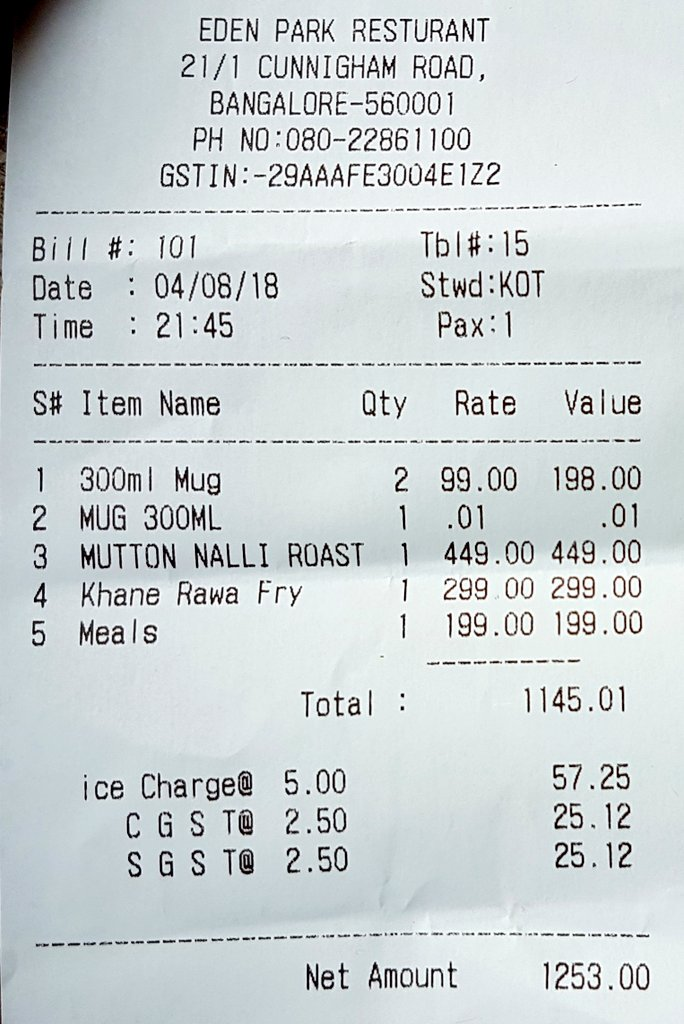 EDEN PARK RESTURANT
21/1 CUNNIGHAM ROAD,
BANGALORE-560001
PH NO:080-22861100
GSTIN:-29AAAFE3004E1Z2
Bill #: 101 Tbl#:15
Date : 04/08/18 Stwd:KOT
Time : 21:45 Pax:1
S# Item Name Qty Rate Value
1 300ml Mug 2 99.00 198.00
2 MUG 300ML 1 .01 .01
3 MUTTON NALLI ROAST 1 449.00 449.00
4 Khane Rawa Fry 1 299.00 299.00
5 Meals 1 199.00 199.00
Total : 1145.01
ice Charge@ 5.00 57.25
C G S T@ 2.50 25.12
S G S T@ 2.50 25.12
Net Amount 1253.00